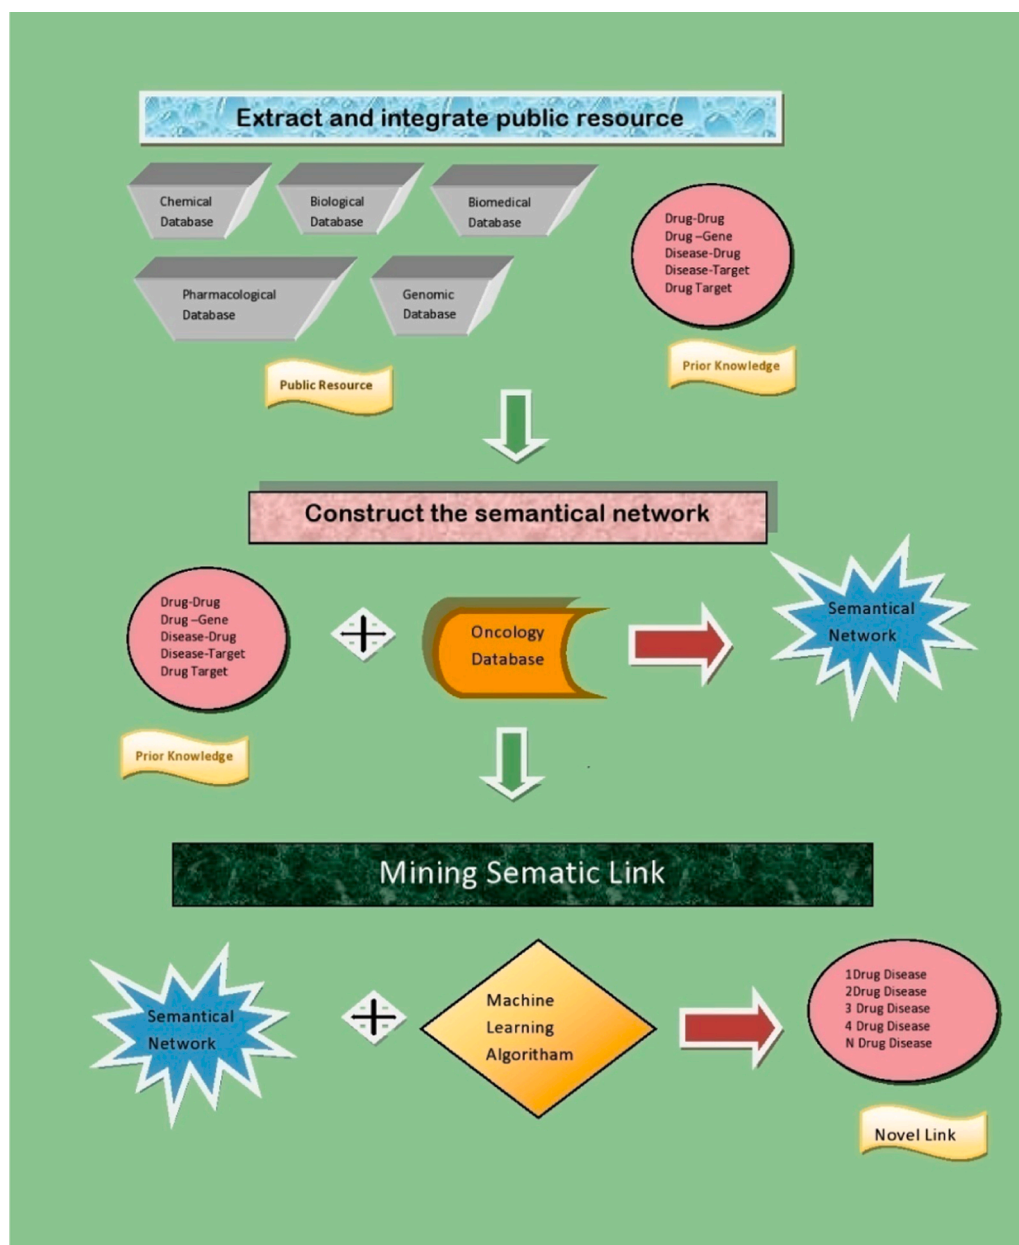 Extract and integrate public resource
Chemical
Database
Biological
Database
Biomedical
Database
Drug-Drug
Drug –Gene
Disease-Drug
Disease-Target
Drug Target
Pharmacological
Database
Genomic
Database
Public Resource
Prior Knowledge
Construct the semantical network
Drug-Drug
Drug –Gene
Disease-Drug
Disease-Target
Drug Target
Oncology
Database
Semantical
Network
Prior Knowledge
Mining Sematic Link
Semantical
Network
Machine
Learning
Algoritham
1Drug Disease
2Drug Disease
3 Drug Disease
4 Drug Disease
N Drug Disease
Novel Link